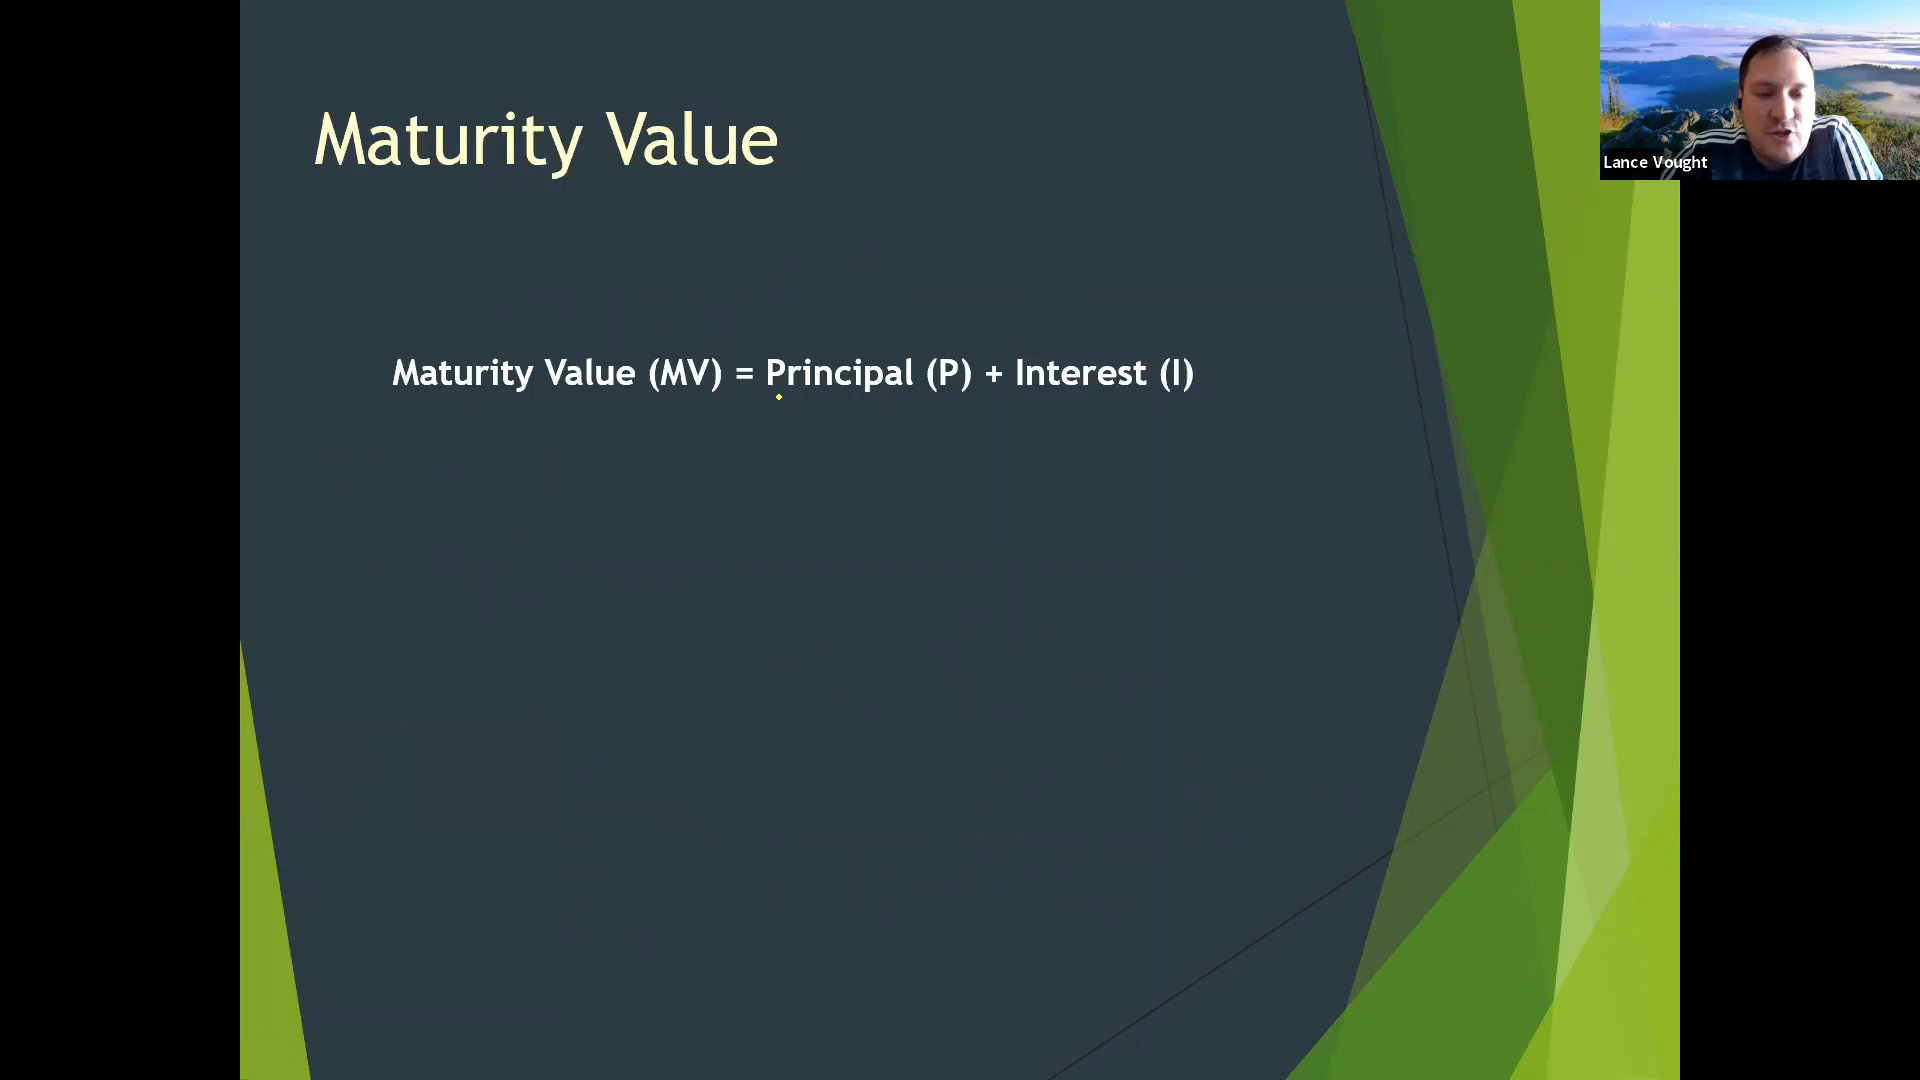 Maturity Value
Maturity Value (MV) = Principal (P) + Interest (I)
Lance Vought